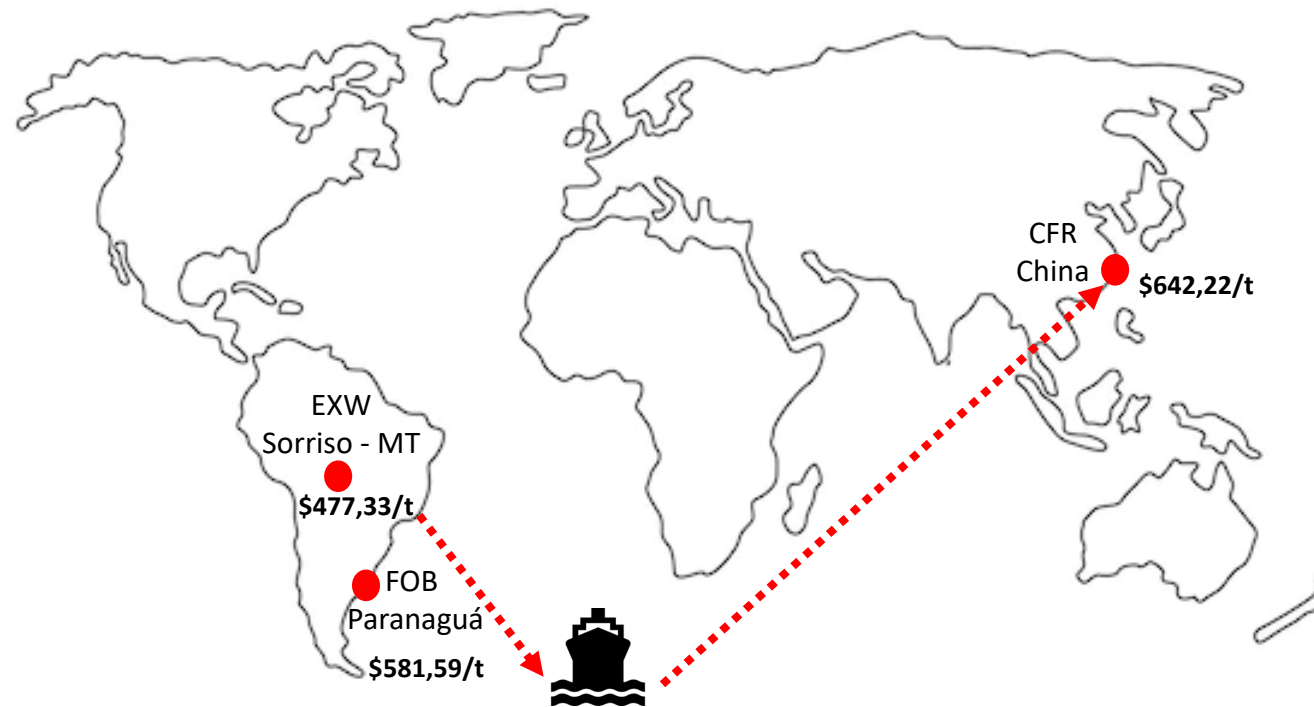 EXW
Sorriso - MT
$477,33/t
FOB
Paranaguá
$581,59/t
CFR
China
$642,22/t